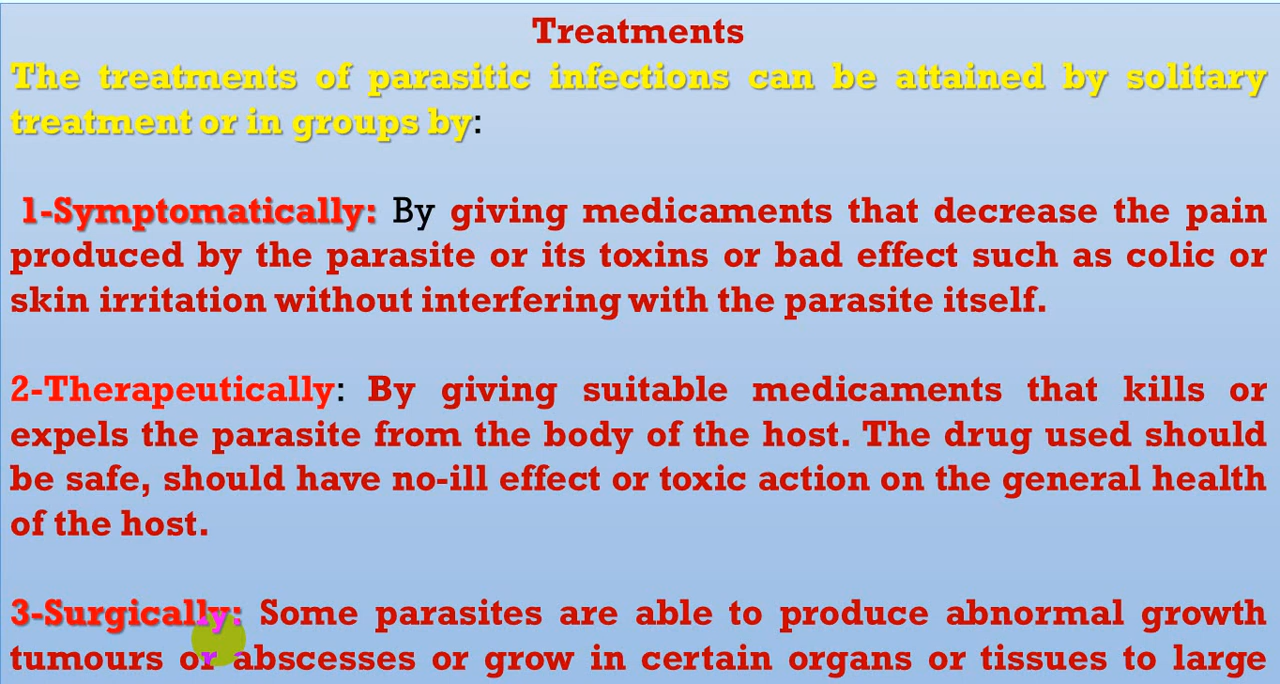 Treatments
The treatments of parasitic infections can be attained by solitary
treatment or in groups by:
1-Symptomatically: By giving medicaments that decrease the pain
produced by the parasite or its toxins or bad effect such as colic or
skin irritation without interfering with the parasite itself.
2-Therapeutically: By giving suitable medicaments that kills or
expels the parasite from the body of the host. The drug used should
be safe, should have no-ill effect or toxic action on the general health
of the host.
3-Surgically: Some parasites are able to produce abnormal growth
tumours or abscesses or grow in certain organs or tissues to large